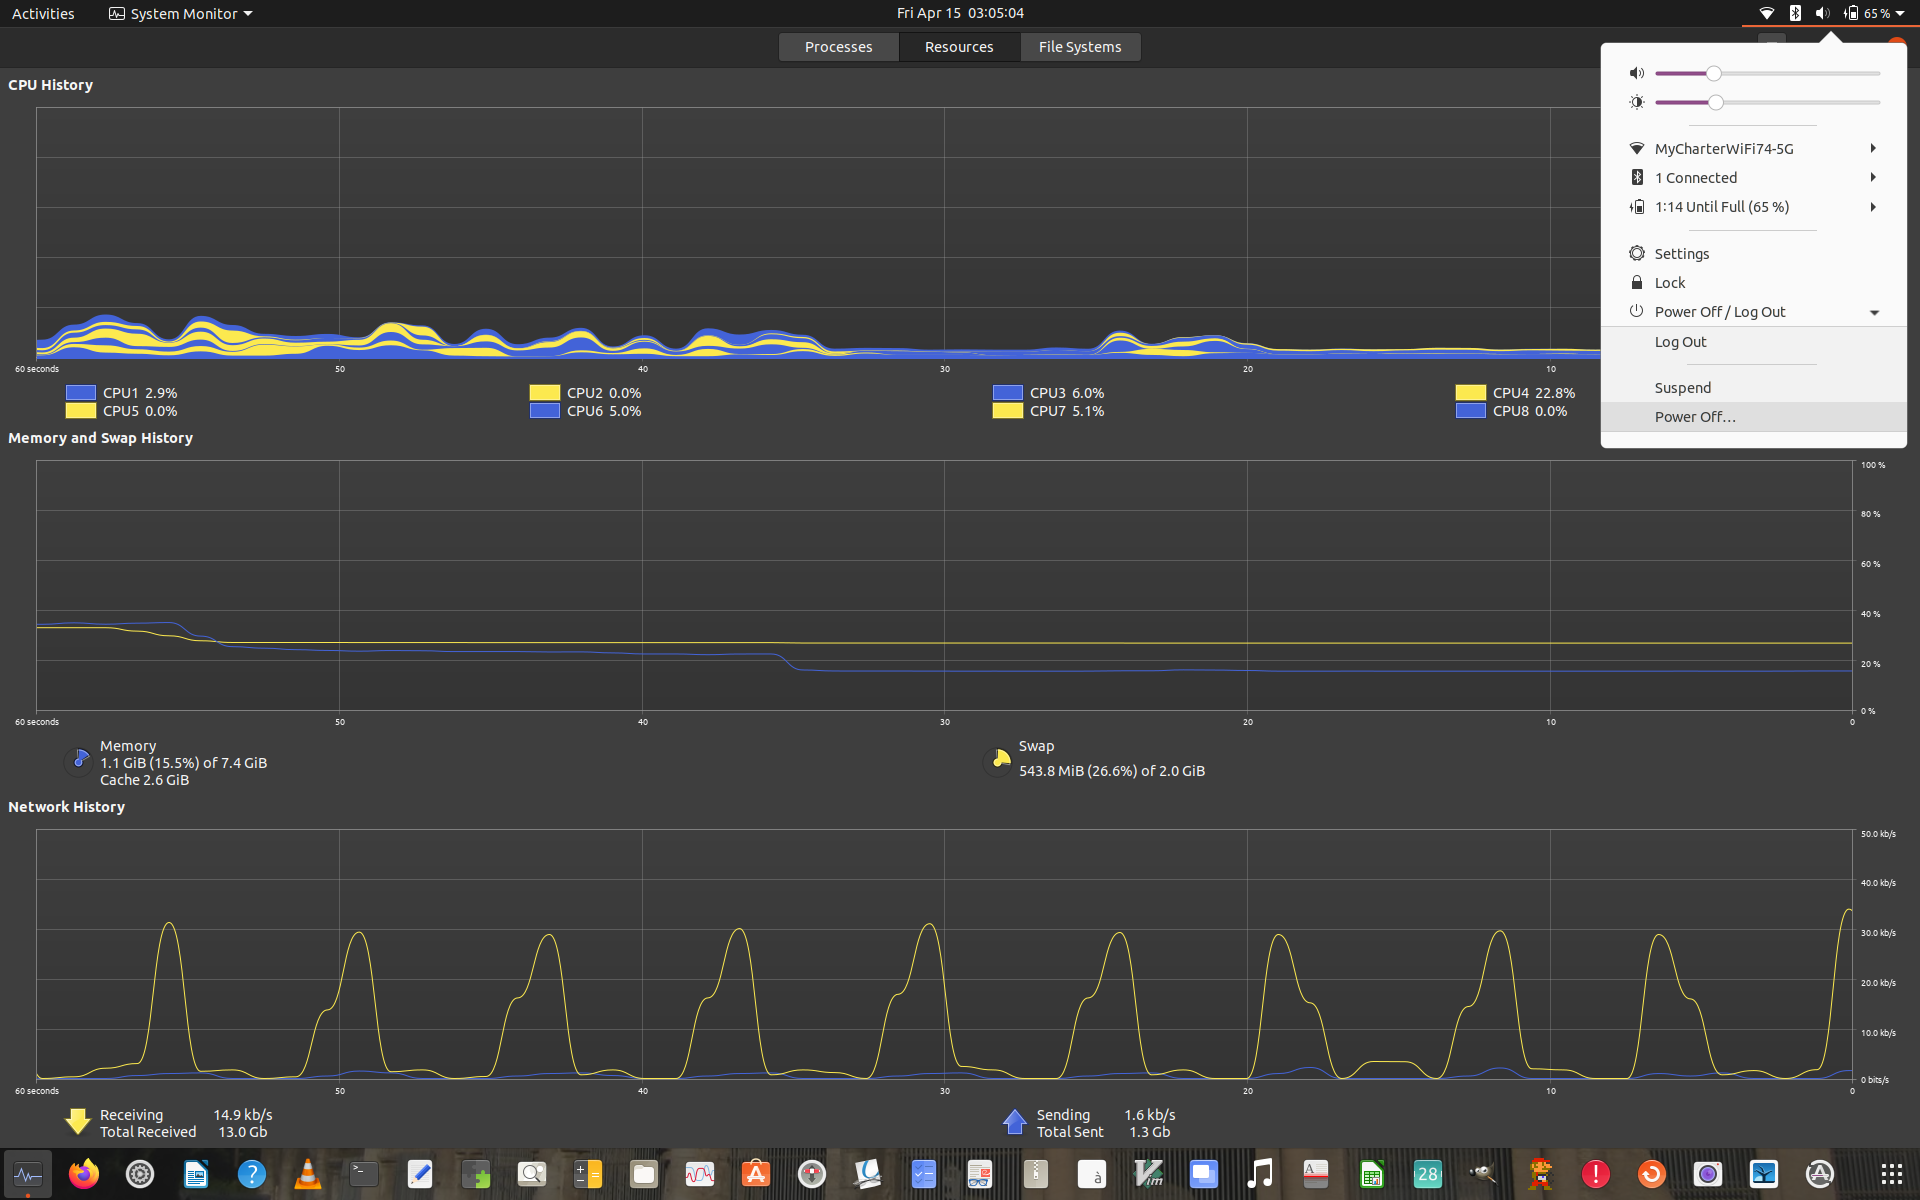 Activities
System Monitor
Fri Apr 15 03:05:04
65 %
Processes
Resources
File Systems
CPU History
60 seconds
50
40
30
20
10
CPU1 2.9%
CPU2 0.0%
CPU3 6.0%
CPU4 22.8%
CPU5 0.0%
CPU6 5.0%
CPU7 5.1%
CPU8 0.0%
MyCharterWiFi74-5G
1 Connected
1:14 Until Full (65 %)
Settings
Lock
Power Off / Log Out
Log Out
Suspend
Power Off...
Memory and Swap History
100 %
80 %
60 %
40 %
20 %
0 %
60 seconds
50
40
30
20
10
0
Memory
1.1 GiB (15.5%) of 7.4 GiB
Cache 2.6 GiB
Swap
543.8 MiB (26.6%) of 2.0 GiB
Network History
50.0 kb/s
40.0 kb/s
30.0 kb/s
20.0 kb/s
10.0 kb/s
0 bits/s
60 seconds
50
40
30
20
10
0
Receiving 14.9 kb/s
Total Received 13.0 Gb
Sending 1.6 kb/s
Total Sent 1.3 Gb
>_
?
A
à
Vim
A
28
!